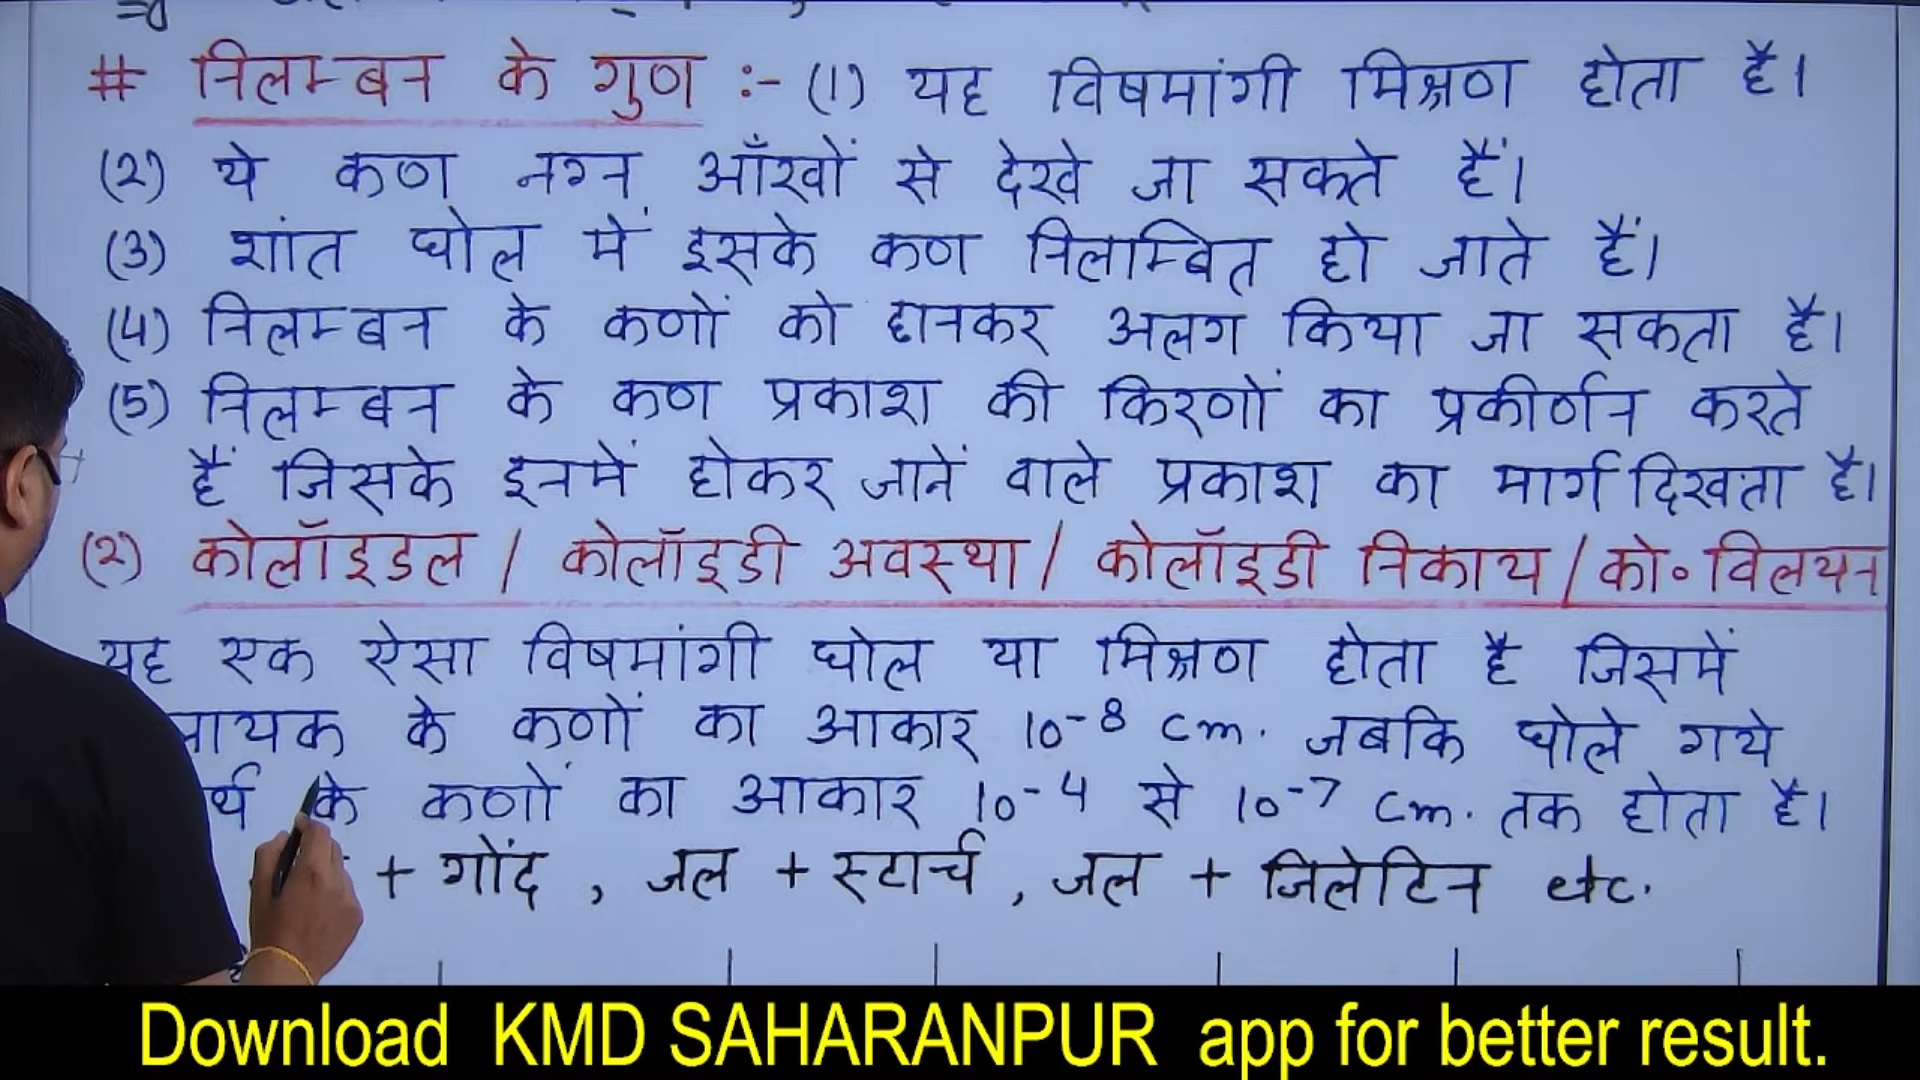 # निलम्बन के गुण :- (1) यह विषमांगी मिश्रण होता है।
(2) ये कण नग्न आँखों से देखे जा सकते हैं।
(3) शांत घोल में इसके कण निलाम्बित हो जाते हैं।
(4) निलम्बन के कणों को छानकर अलग किया जा सकता है।
(5) निलम्बन के कण प्रकाश की किरणों का प्रकीर्णन करते
हैं जिसके इनमें होकर जानें वाले प्रकाश का मार्ग दिखता है।
(2) कोलॉइडल / कोलॉइडी अवस्था / कोलॉइडी निकाय / को॰ विलयन
यह एक ऐसा विषमांगी घोल या मिश्रण होता है जिसमें
के कणों का आकार 10-8 cm. जबकि घोले गये
के कणों का आकार 10-4 से 10-7 cm. तक होता है।
+ गोंद , जल + स्टार्च , जल + जिलेटिन etc.
Download KMD SAHARANPUR app for better result.